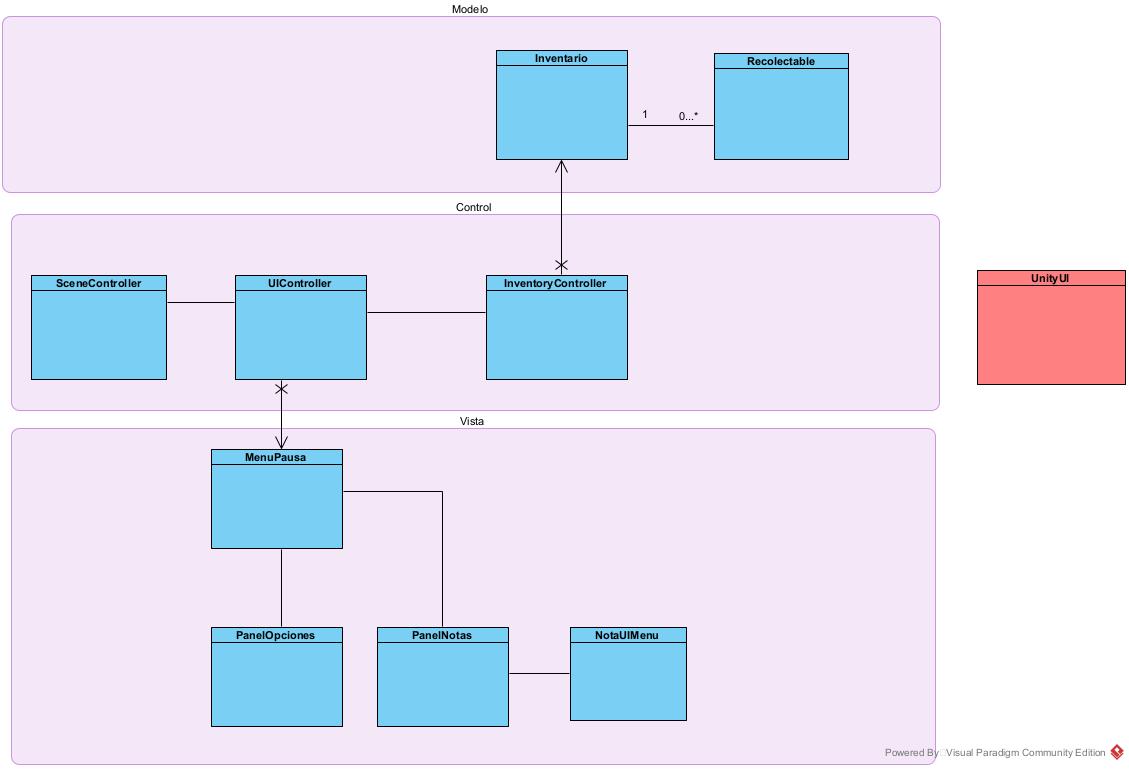 Modelo
Inventario
Recolectable
1
0...*
Control
SceneController
UIController
InventoryController
UnityUI
Vista
MenuPausa
PanelOpciones
PanelNotas
NotaUIMenu
Powered By Visual Paradigm Community Edition